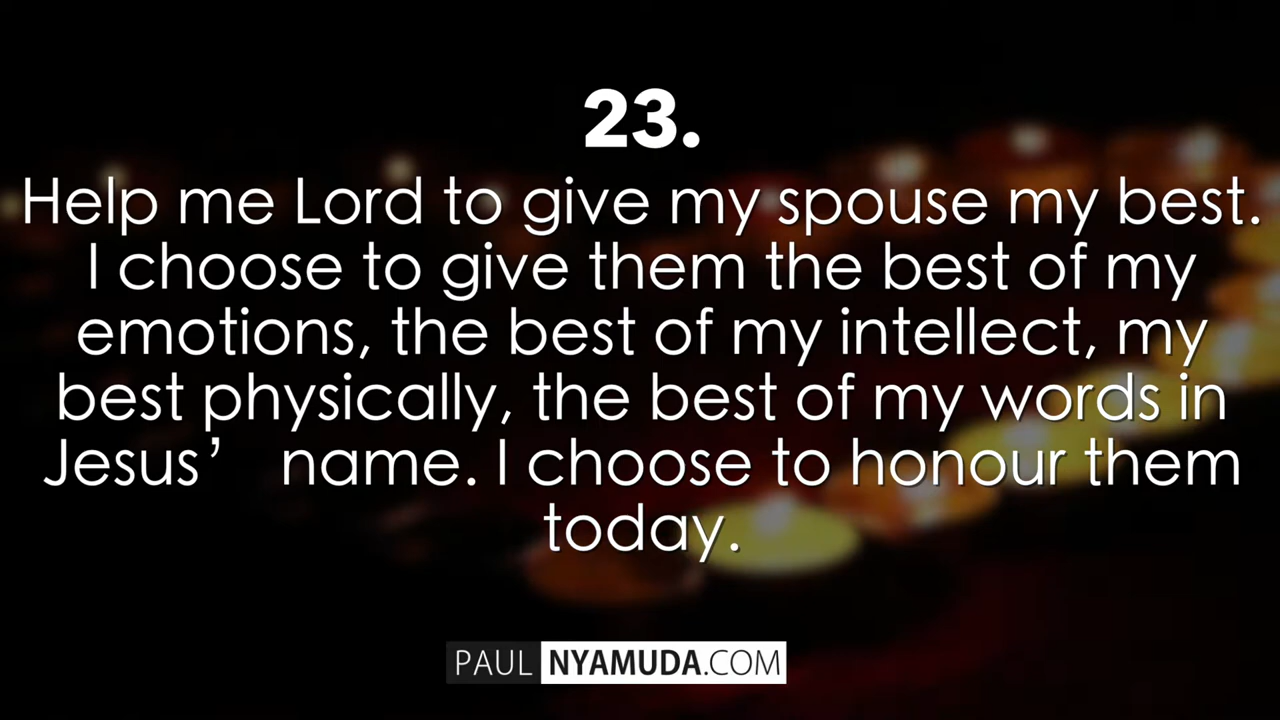 23.
Help me Lord to give my spouse my best.
I choose to give them the best of my
emotions, the best of my intellect, my
best physically, the best of my words in
Jesus’ name. I choose to honour them
today.
PAUL NYAMUDA.COM